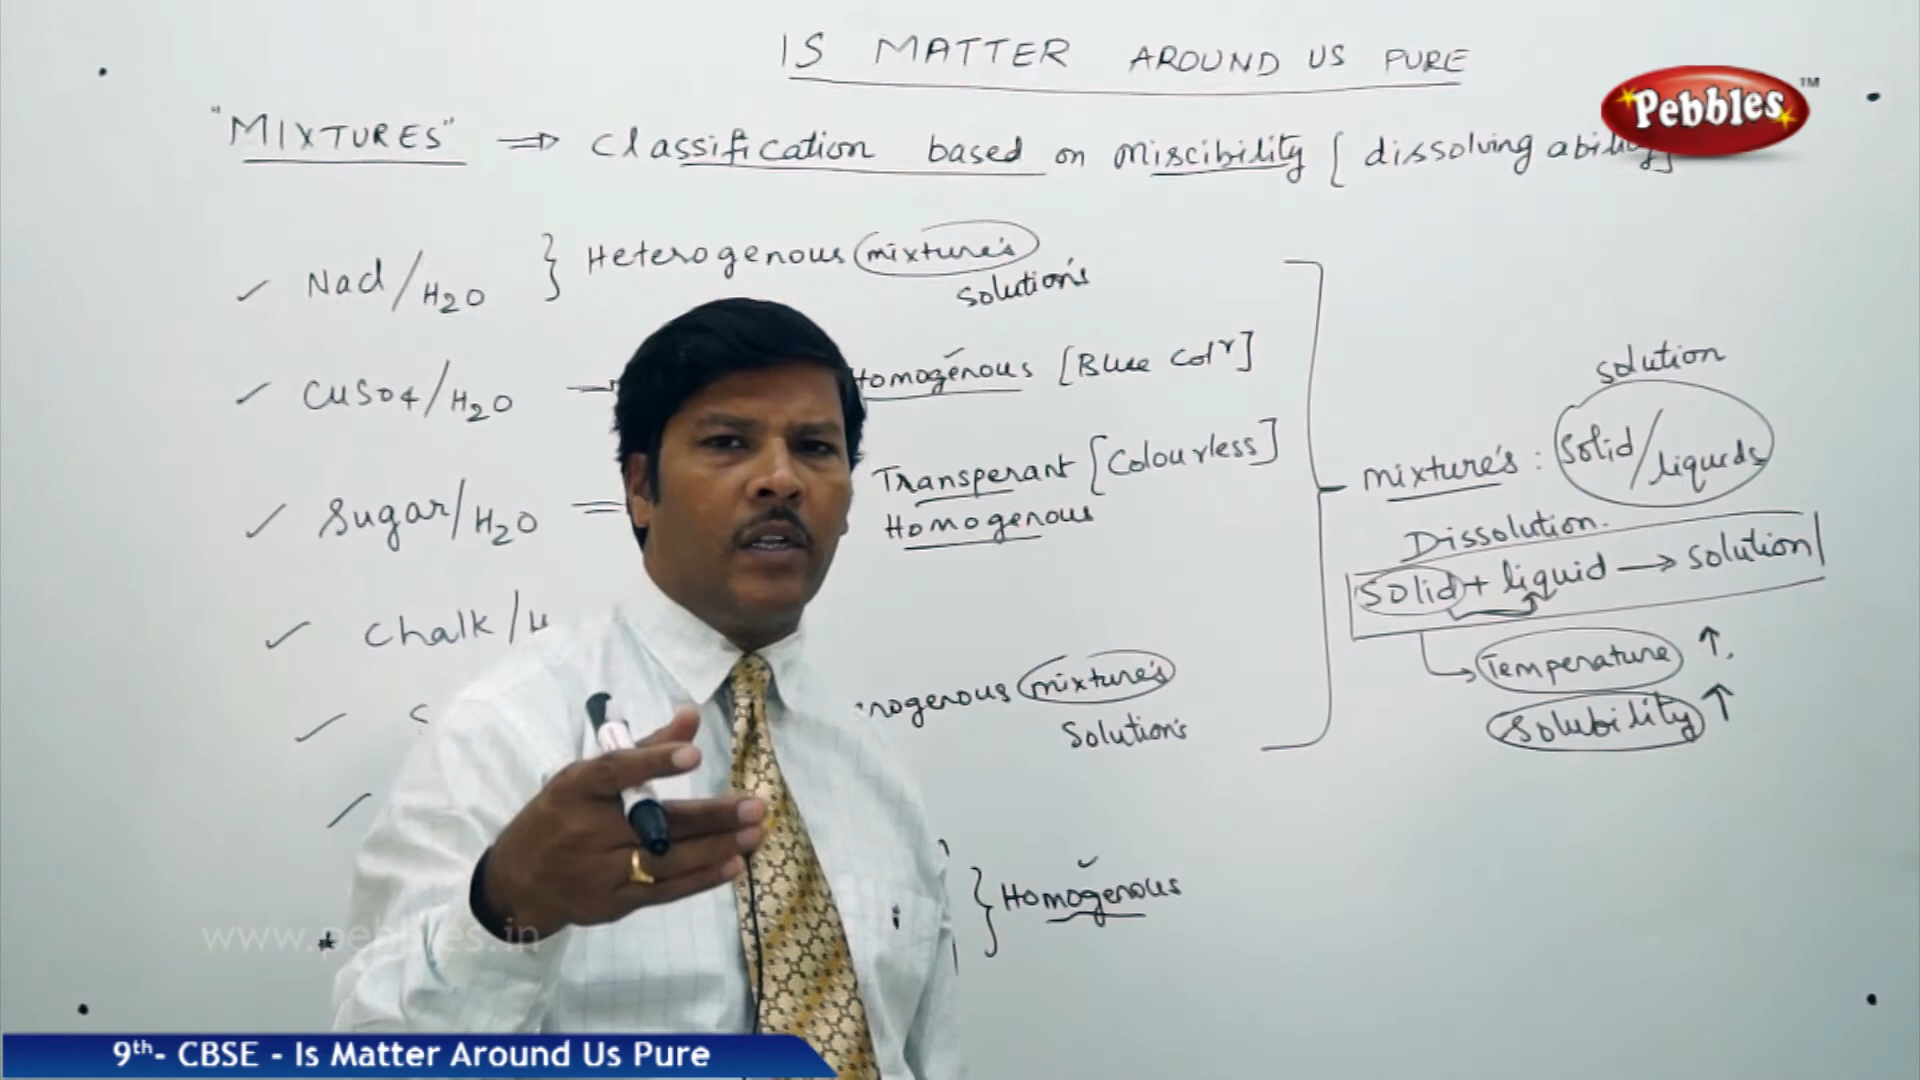 IS MATTER AROUND US PURE
Pebbles TM
"MIXTURES" ⇒ Classification based on Miscibility [dissolving ability]
Nacl/H2O } Heterogenous mixture's
solution's
CuSo4/H2O → Homogenous [Blue Colr]
Sugar/H2O = Transperant [Colourless]
Homogenous
Chalk/
mogenous mixture's
Solution's
} Homogenous
solution
mixture's : Solid/liquids
Dissolution.
Solid + liquid → Solution
Temperature ↑
Solubility ↑
www.pebbles.in
9th- CBSE - Is Matter Around Us Pure